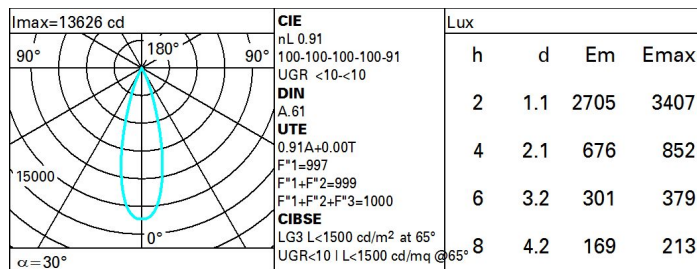 Imax=13626 cd
90° 180° 90°
15000
0°
α=30°
CIE
nL 0.91
100-100-100-100-91
UGR <10-<10
DIN
A.61
UTE
0.91A+0.00T
F"1=997
F"1+F"2=999
F"1+F"2+F"3=1000
CIBSE
LG3 L<1500 cd/m² at 65°
UGR<10 | L<1500 cd/mq @65°
Lux
h d Em Emax
2 1.1 2705 3407
4 2.1 676 852
6 3.2 301 379
8 4.2 169 213